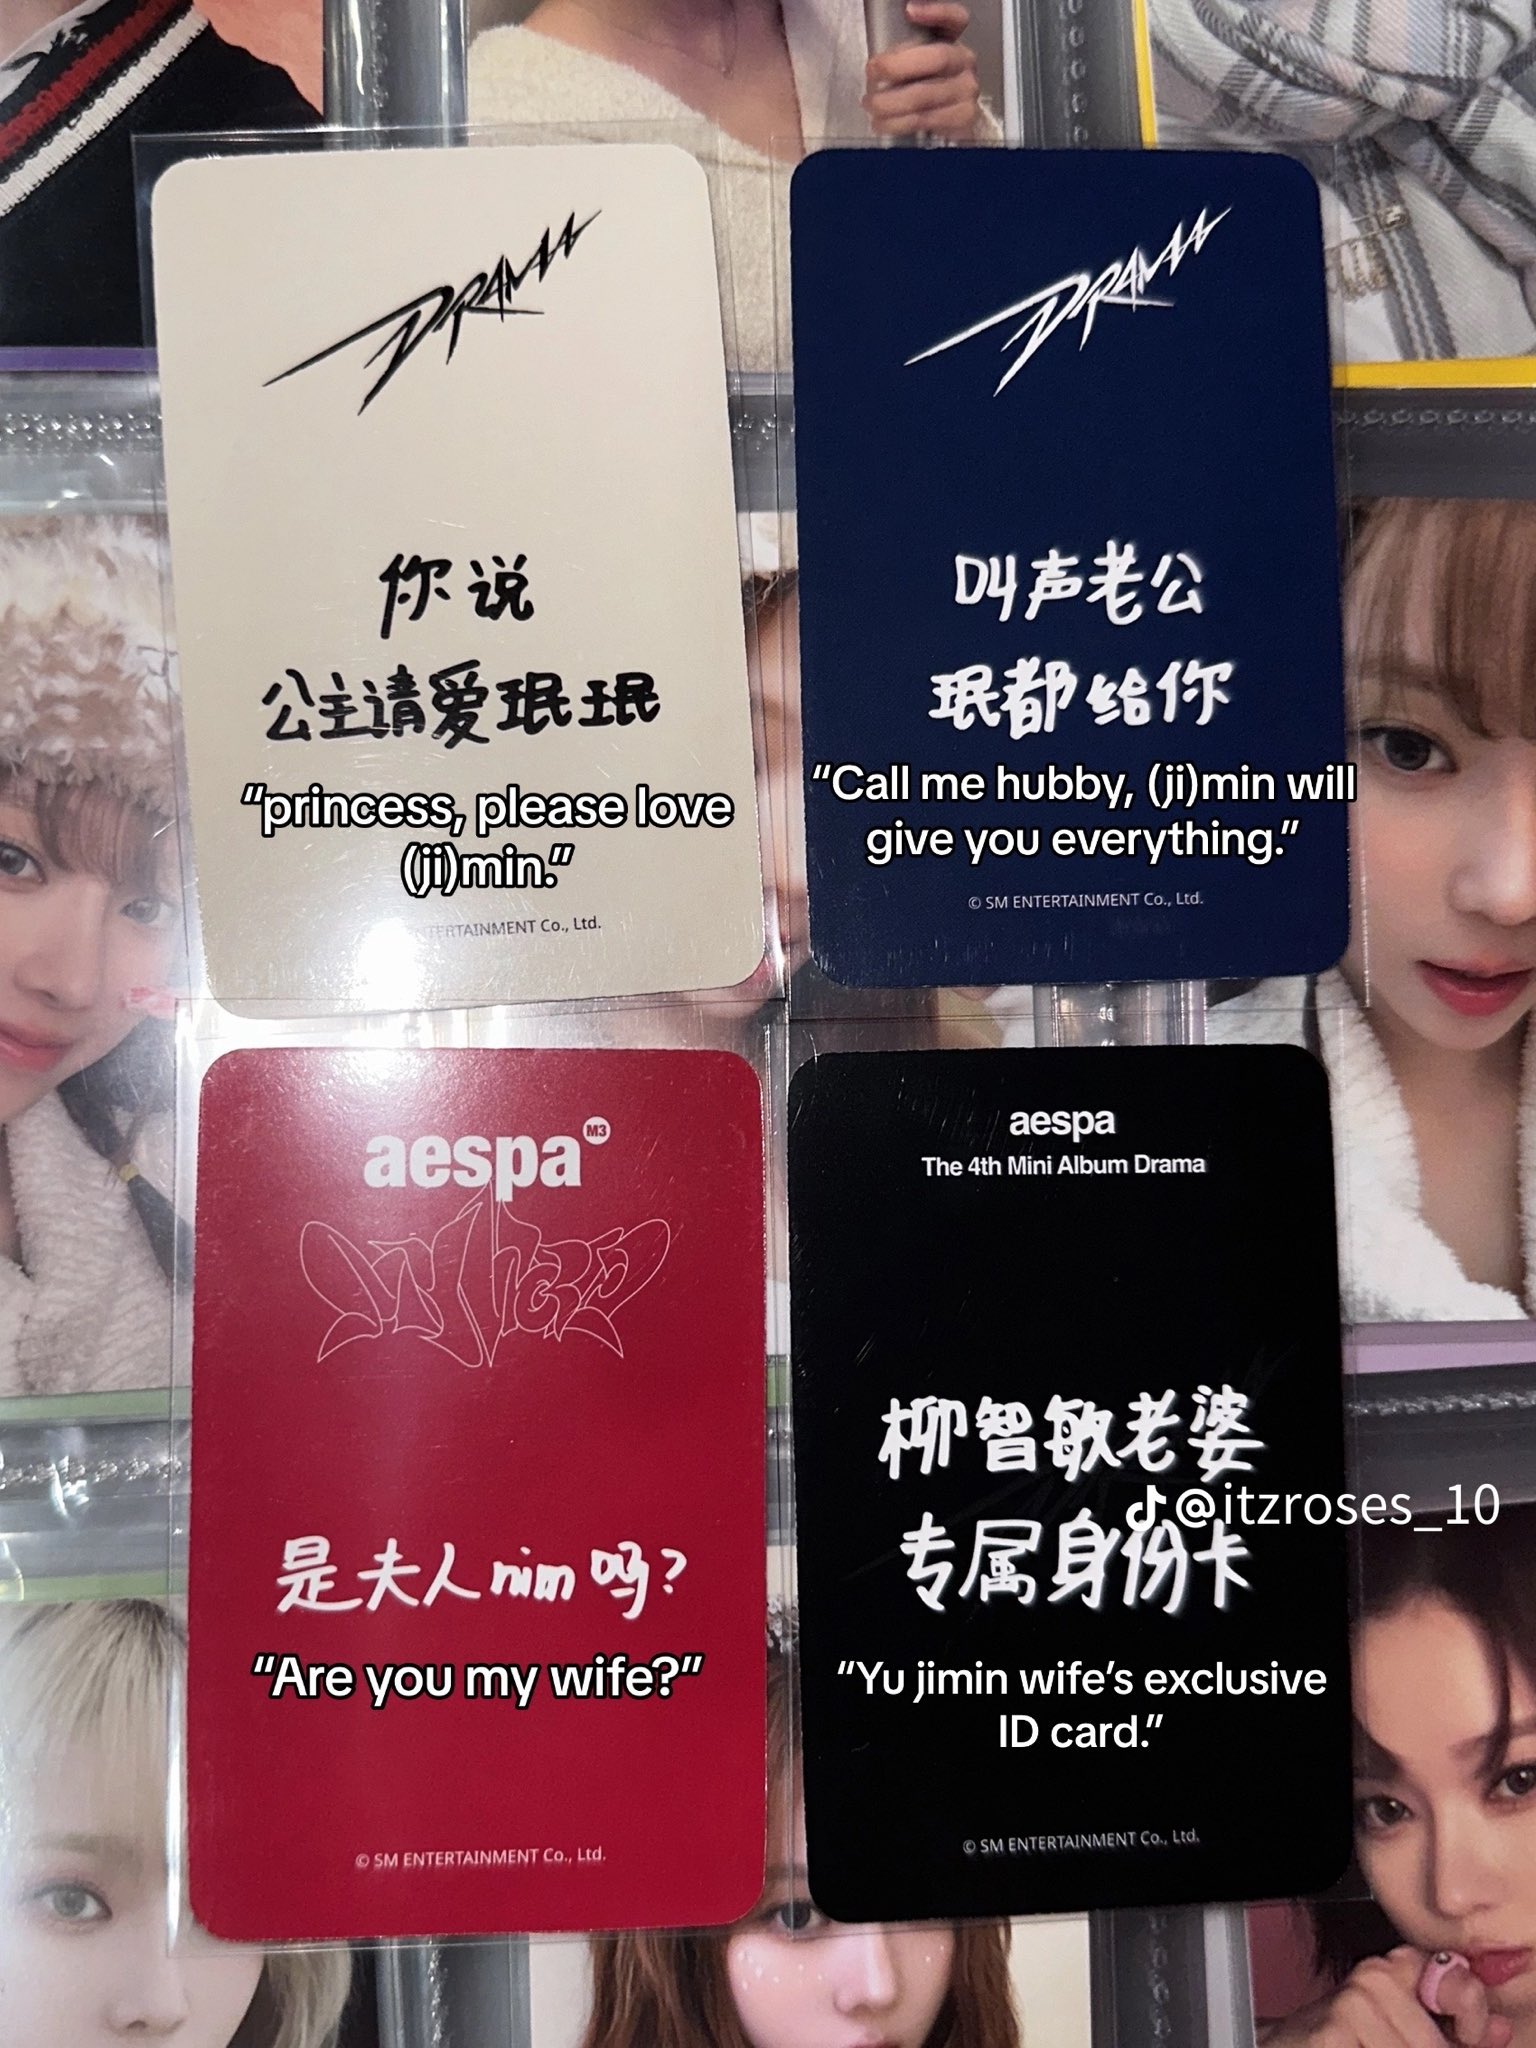 DRAMA
你说
公主请爱珉珉
“princess, please love
(ji)min.”
ERTAINMENT Co., Ltd.
DRAMA
叫声老公
珉都给你
“Call me hubby, (ji)min will
give you everything.”
© SM ENTERTAINMENT Co., Ltd.
aespa M3
是夫人nim吗?
“Are you my wife?”
© SM ENTERTAINMENT Co., Ltd.
aespa
The 4th Mini Album Drama
柳智敏老婆
@itzroses_10
专属身份卡
“Yu jimin wife’s exclusive
ID card.”
© SM ENTERTAINMENT Co., Ltd.